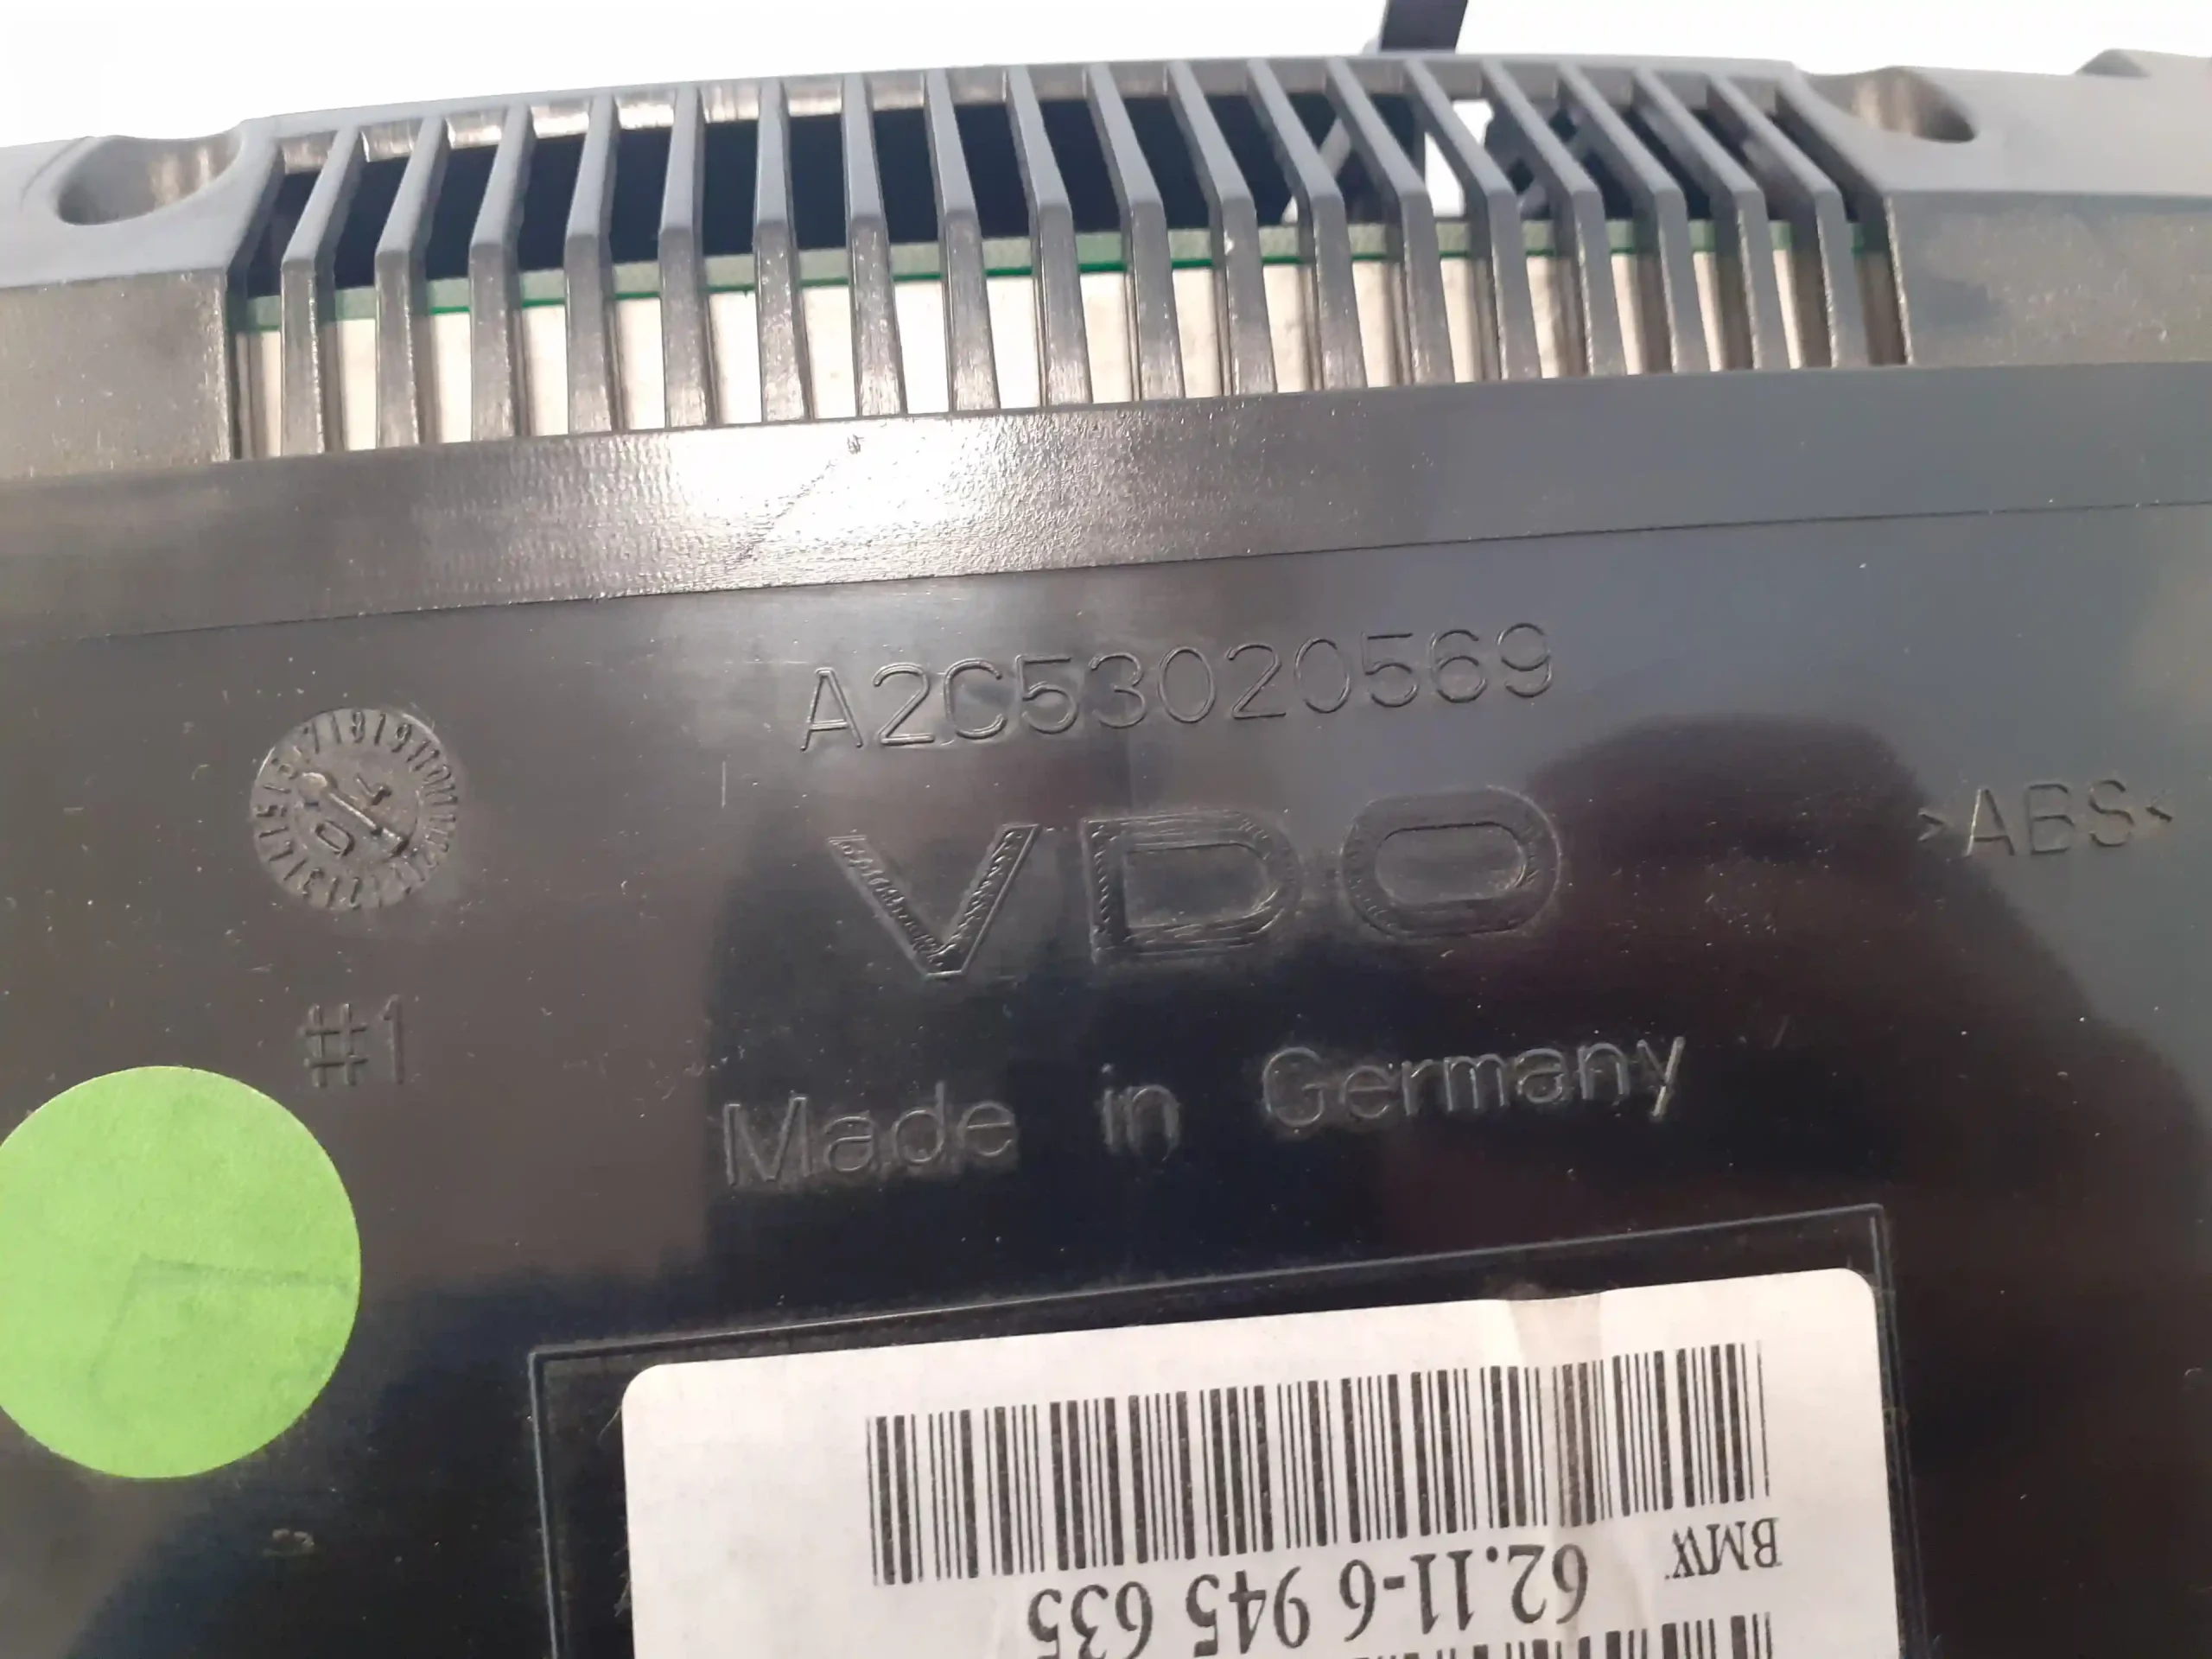 A2C53020569
VDO
>ABS<
#1
Made in Germany
BMW
62.11-6 945 635